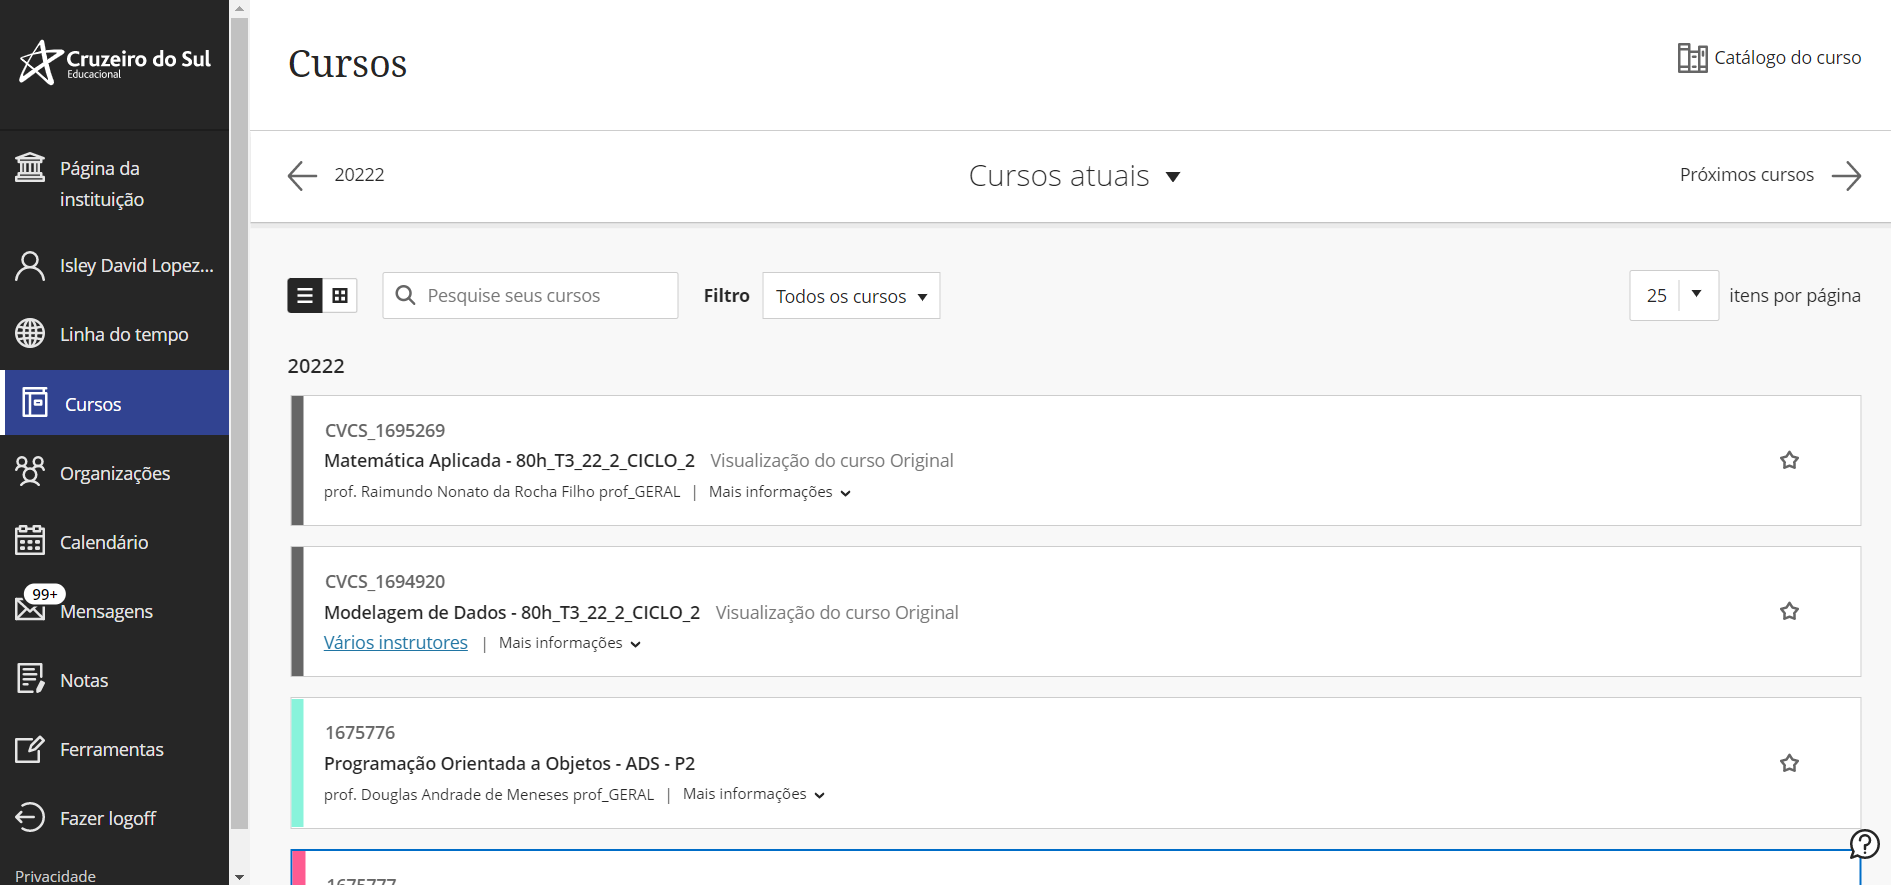 Cruzeiro do Sul
Educacional
Página da
instituição
Isley David Lopez...
Linha do tempo
Cursos
Organizações
Calendário
99+
Mensagens
Notas
Ferramentas
Fazer logoff
Privacidade
Cursos
Catálogo do curso
20222
Cursos atuais
Próximos cursos
Pesquise seus cursos
Filtro
Todos os cursos
25
itens por página
20222
CVCS_1695269
Matemática Aplicada - 80h_T3_22_2_CICLO_2 Visualização do curso Original
prof. Raimundo Nonato da Rocha Filho prof_GERAL | Mais informações
CVCS_1694920
Modelagem de Dados - 80h_T3_22_2_CICLO_2 Visualização do curso Original
Vários instrutores | Mais informações
1675776
Programação Orientada a Objetos - ADS - P2
prof. Douglas Andrade de Meneses prof_GERAL | Mais informações
1675777
?